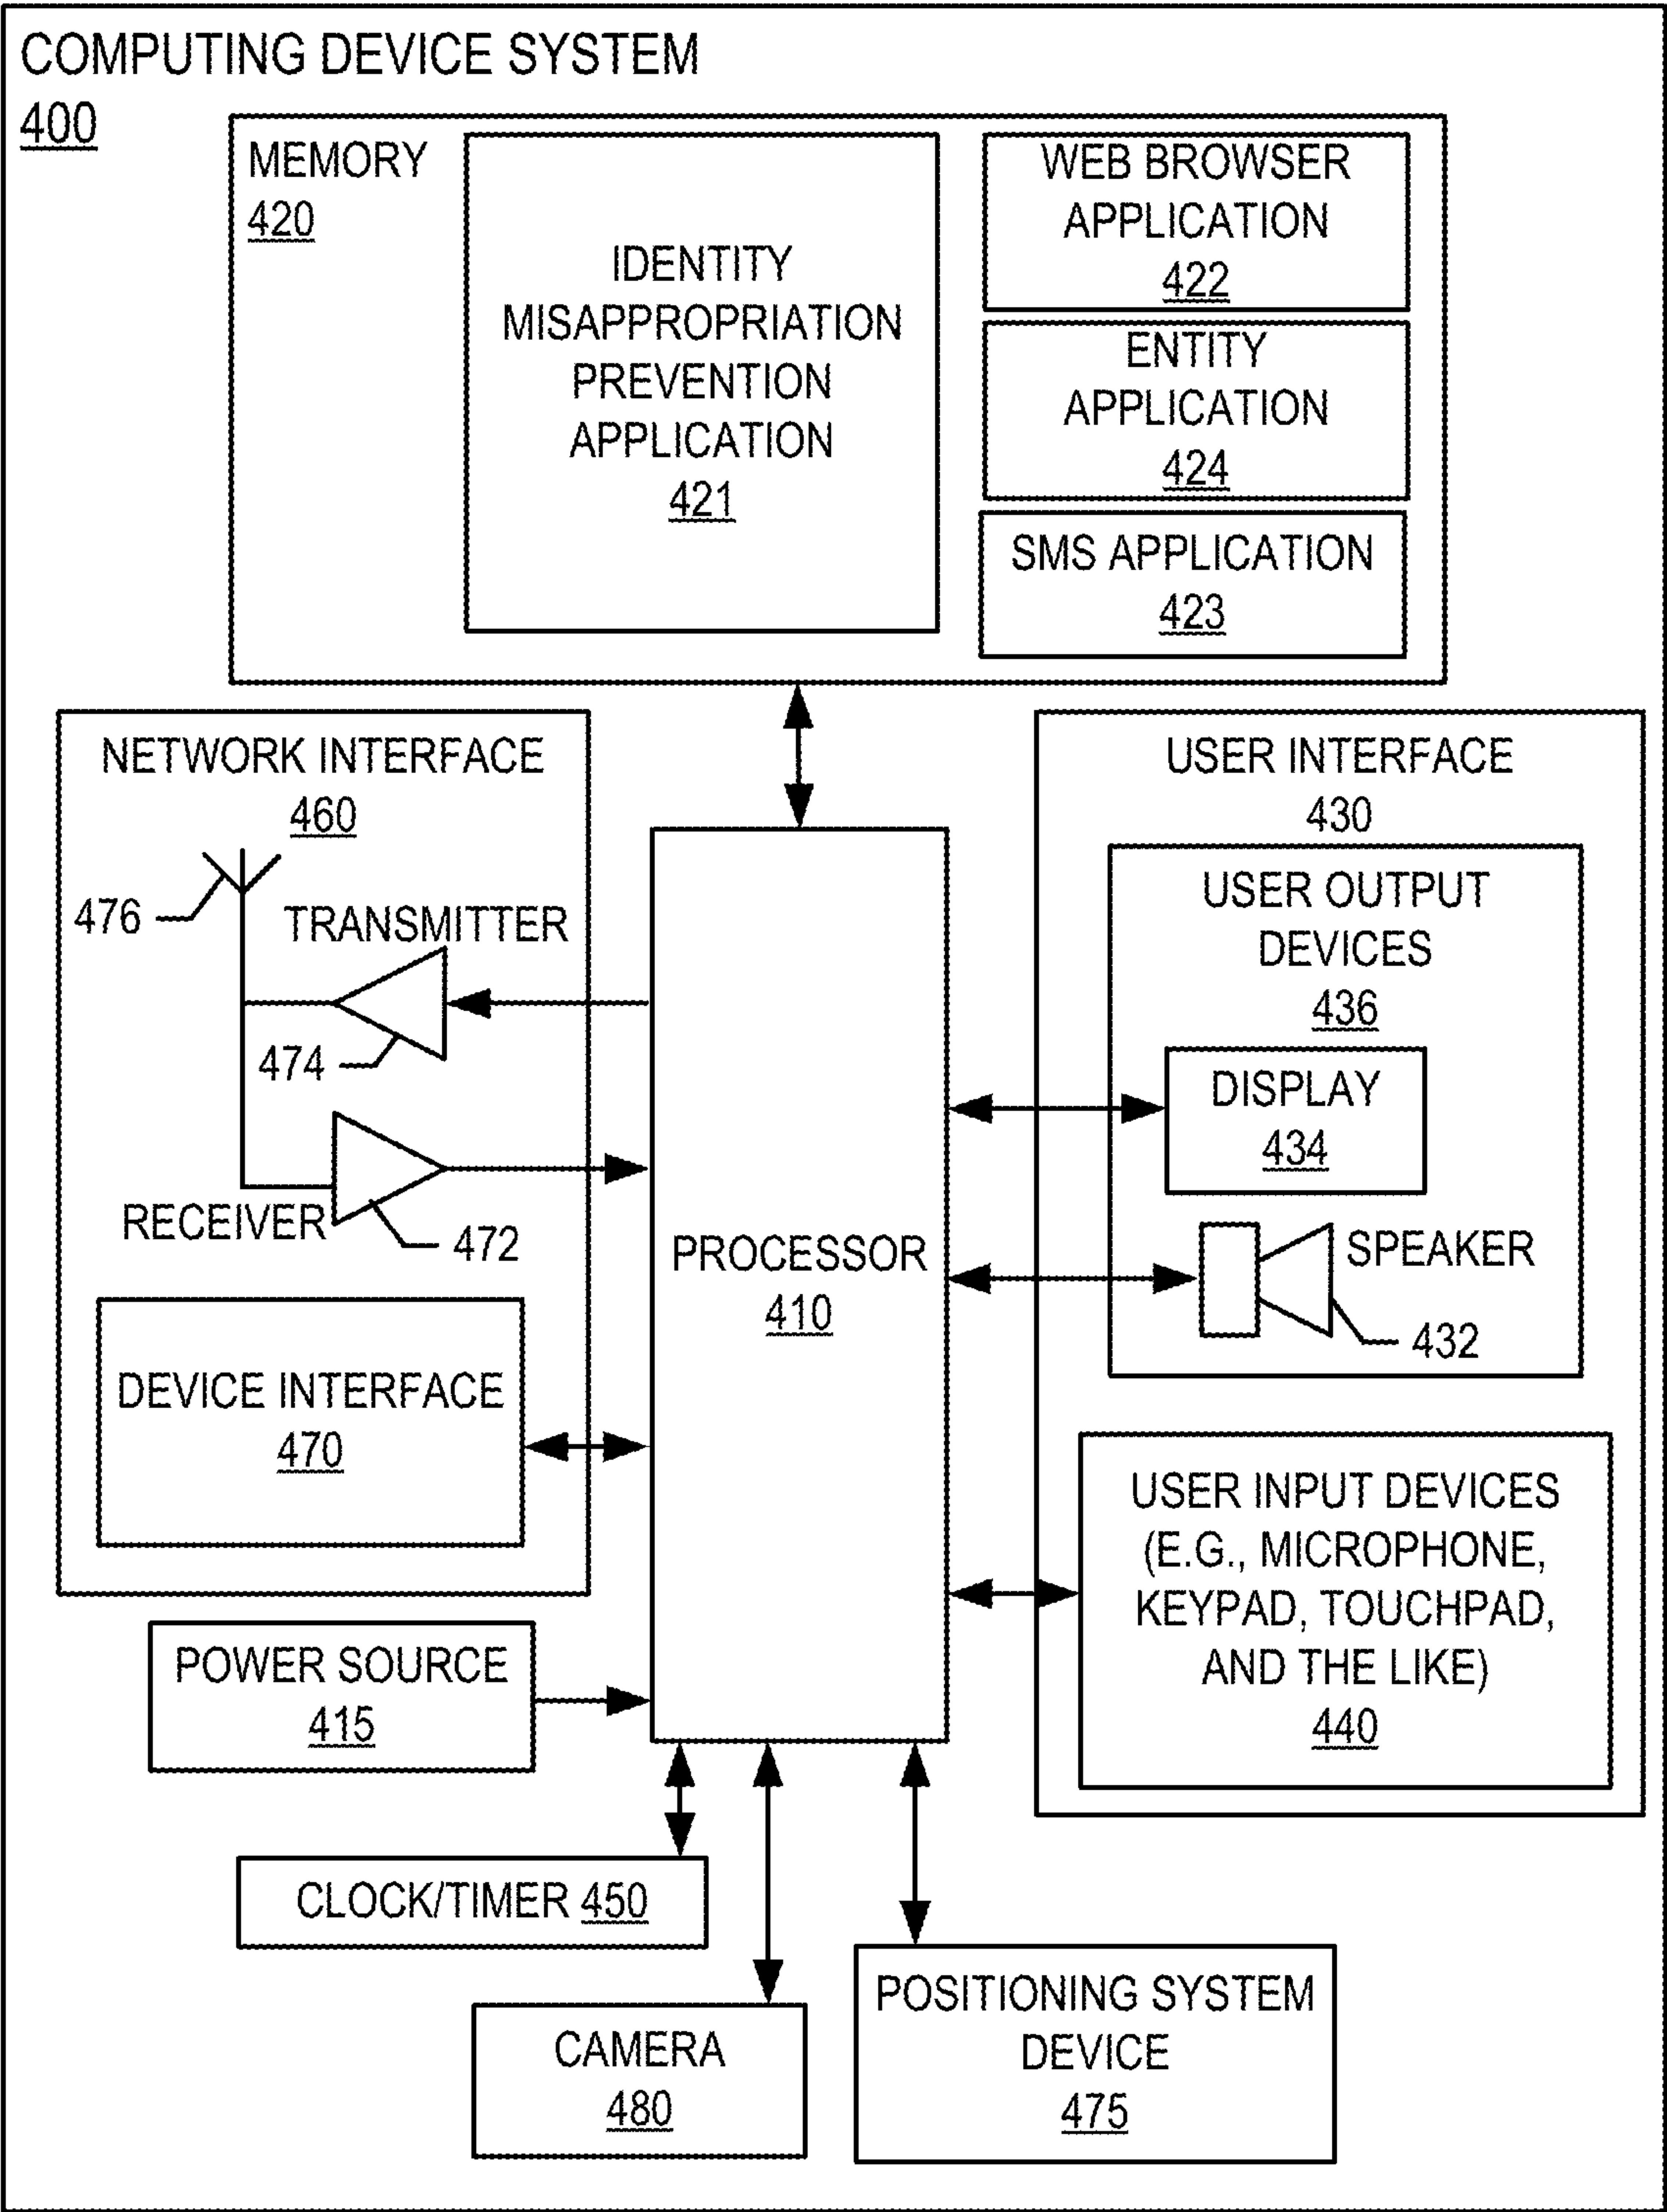 COMPUTING DEVICE SYSTEM
400
MEMORY
420
IDENTITY
MISAPPROPRIATION
PREVENTION
APPLICATION
421
WEB BROWSER
APPLICATION
422
ENTITY
APPLICATION
424
SMS APPLICATION
423
NETWORK INTERFACE
460
476
TRANSMITTER
474
RECEIVER
472
DEVICE INTERFACE
470
POWER SOURCE
415
PROCESSOR
410
USER INTERFACE
430
USER OUTPUT
DEVICES
436
DISPLAY
434
SPEAKER
432
USER INPUT DEVICES
(E.G., MICROPHONE,
KEYPAD, TOUCHPAD,
AND THE LIKE)
440
CLOCK/TIMER 450
CAMERA
480
POSITIONING SYSTEM
DEVICE
475